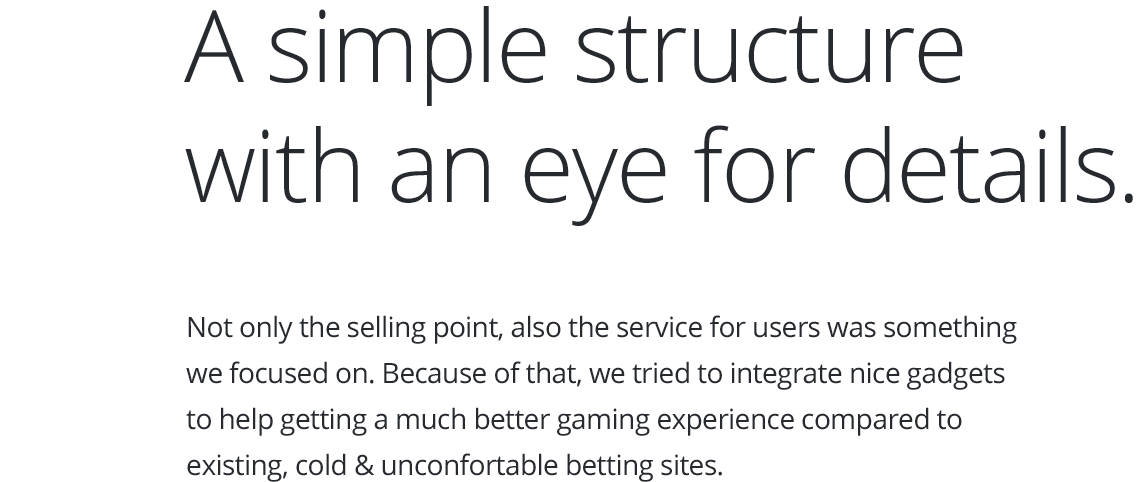 A simple structure
with an eye for details.
Not only the selling point, also the service for users was something
we focused on. Because of that, we tried to integrate nice gadgets
to help getting a much better gaming experience compared to
existing, cold & unconfortable betting sites.